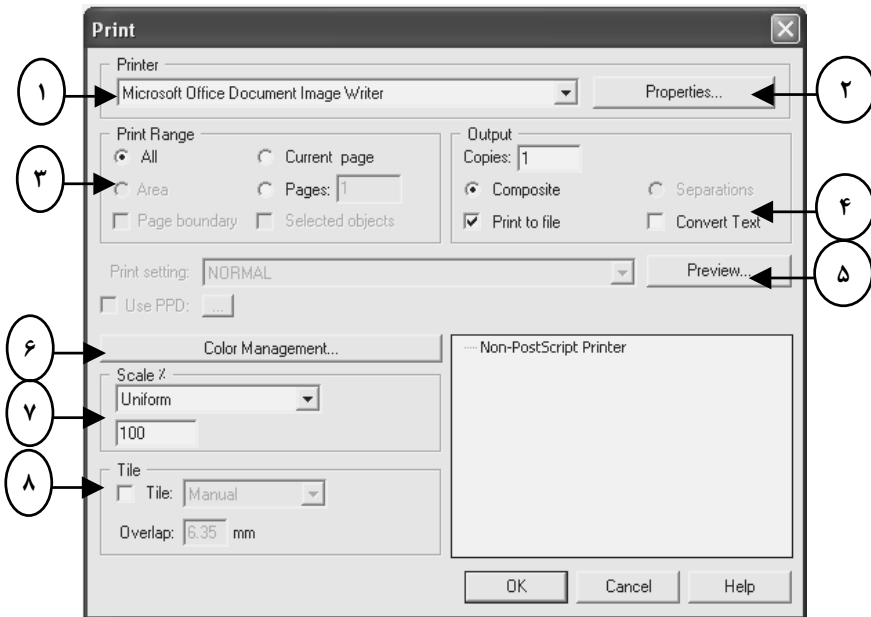 Print
Printer
۱ Microsoft Office Document Image Writer Properties... ۲
Print Range Output
All Current page Copies: 1
۳ Area Pages: 1 Composite Separations ۴
Page boundary Selected objects Print to file Convert Text
Print setting: NORMAL Preview... ۵
Use PPD: ...
۶ Color Management... Non-PostScript Printer
Scale %
۷ Uniform
100
۸ Tile
Tile: Manual
Overlap: 6.35 mm
OK Cancel Help